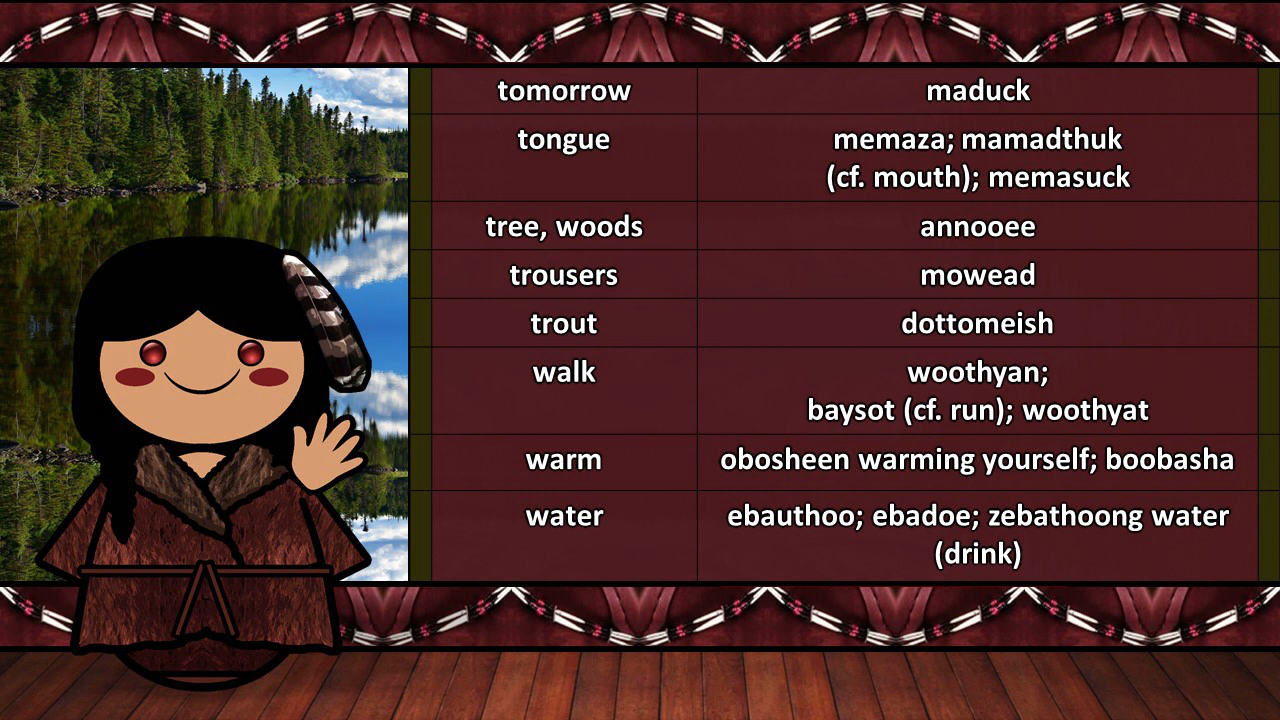 tomorrow maduck
tongue memaza; mamadthuk
(cf. mouth); memasuck
tree, woods annooee
trousers mowead
trout dottomeish
walk woothyan;
baysot (cf. run); woothyat
warm obosheen warming yourself; boobasha
water ebauthoo; ebadoe; zebathoong water
(drink)